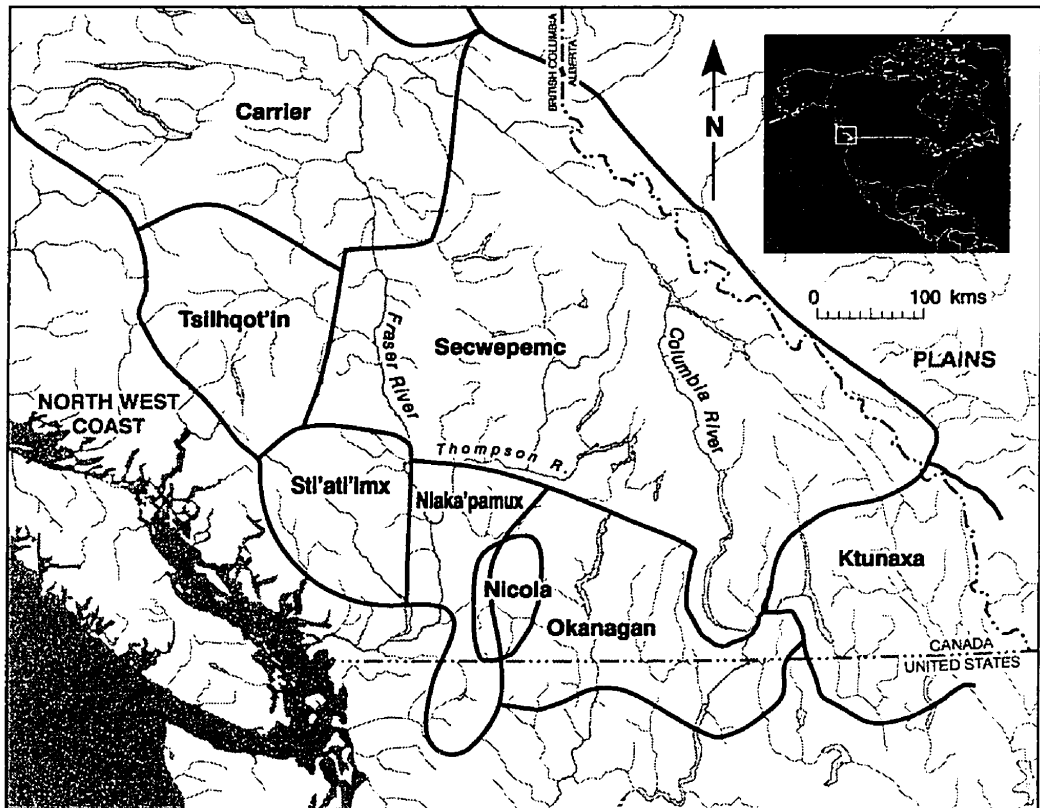 BRITISH COLUMBIA
ALBERTA
N
Carrier
0 100 kms
Tsilhqot'in
Fraser River
Secwepemc
Columbia River
PLAINS
NORTH WEST
COAST
Thompson R.
Stl'atl'imx
Nlaka'pamux
Ktunaxa
Nicola
Okanagan
CANADA
UNITED STATES